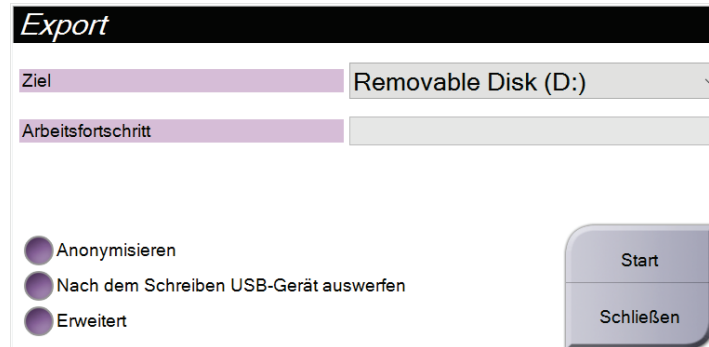 Export
Ziel
Removable Disk (D:)
Arbeitsfortschritt
Anonymisieren
Nach dem Schreiben USB-Gerät auswerfen
Erweitert
Start
Schließen